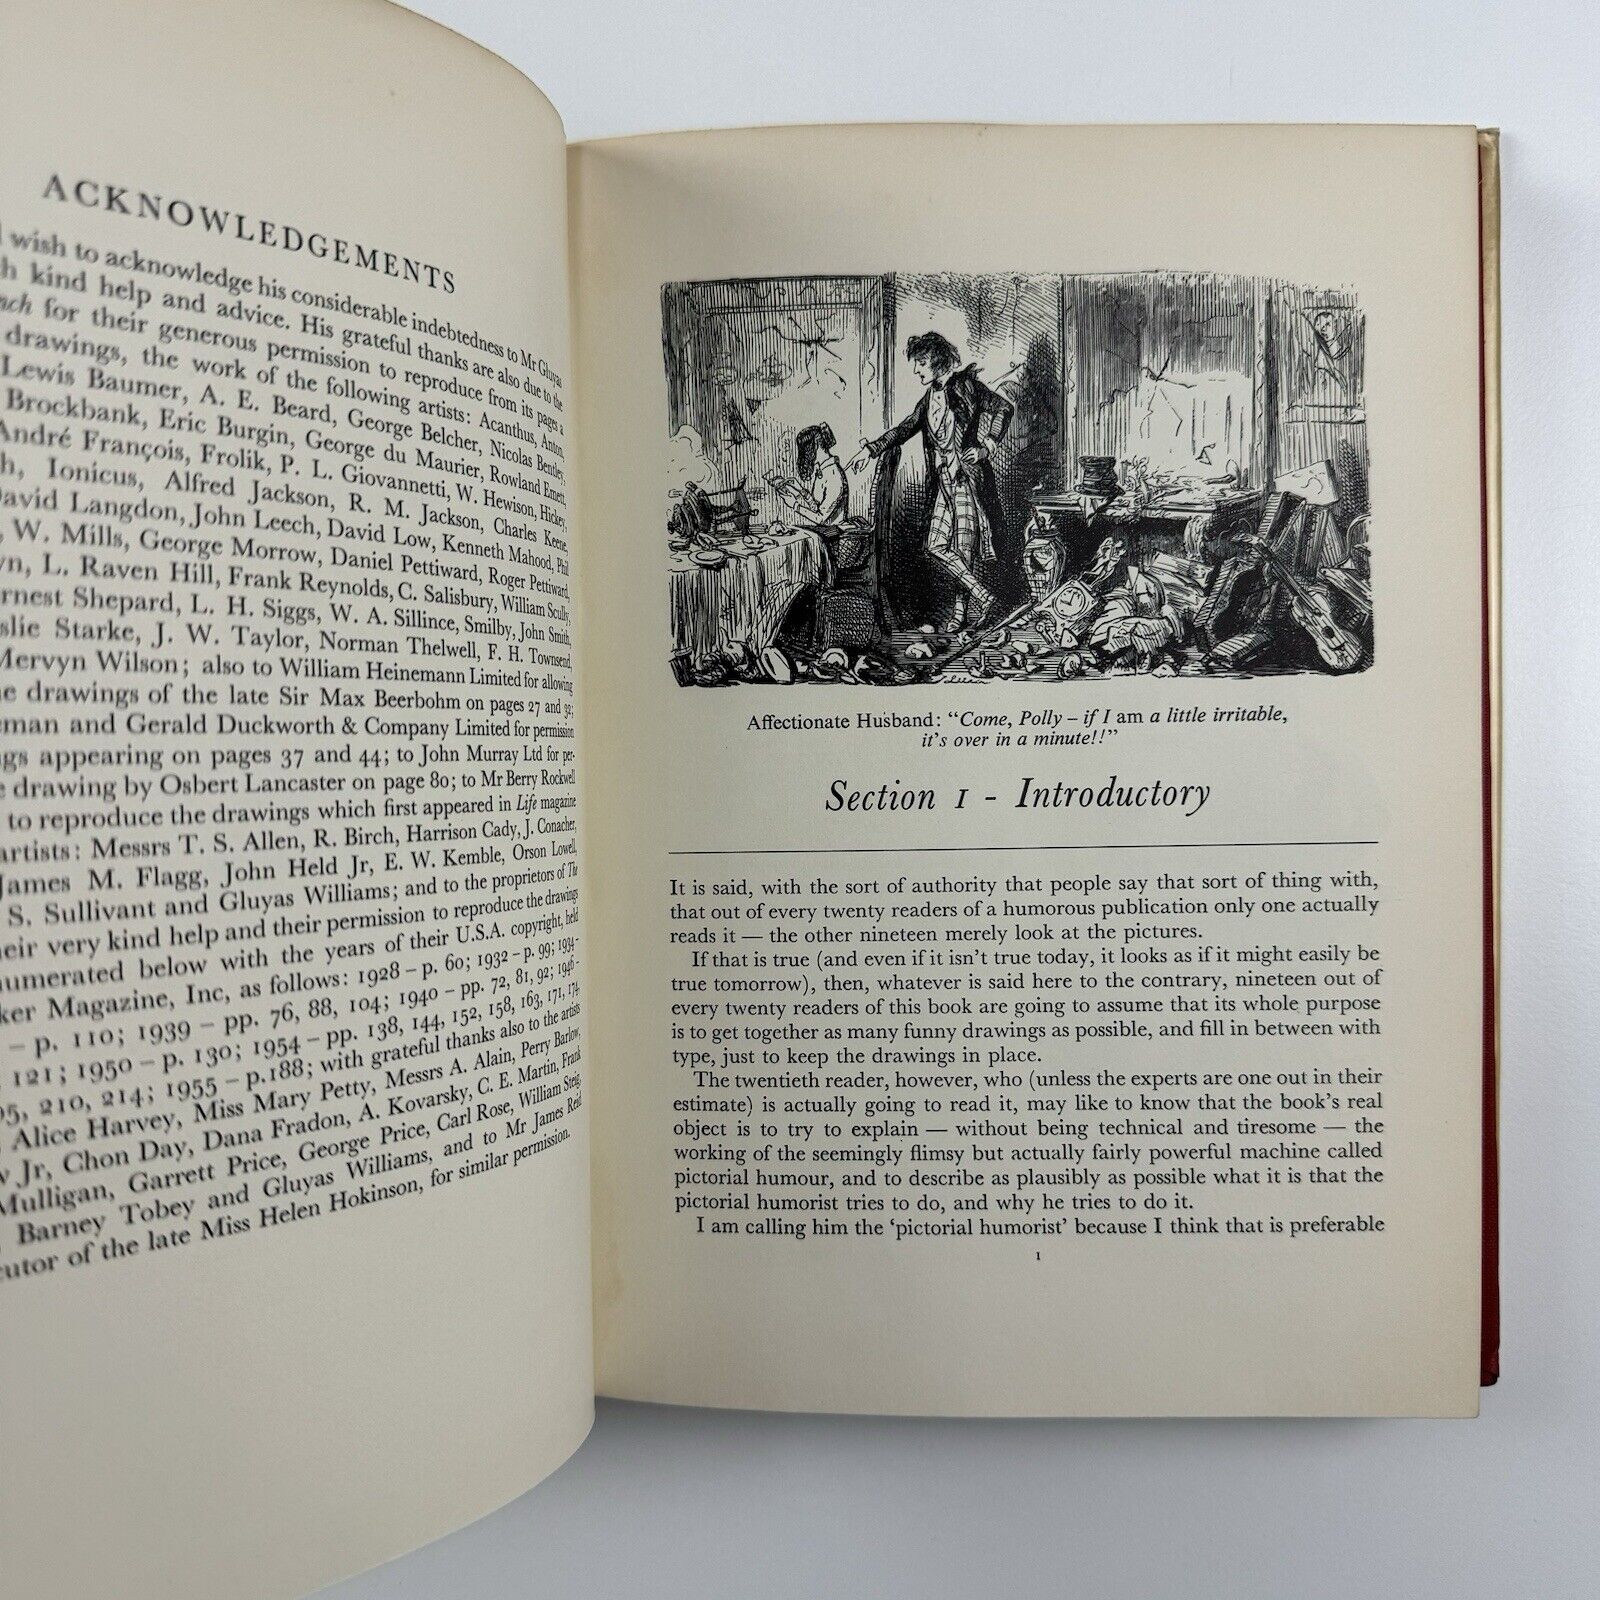 ACKNOWLEDGEMENTS
wish to acknowledge his considerable indebtedness to Mr Gluyas
kind help and advice. His grateful thanks are also due to the
for their generous permission to reproduce from its pages a
drawings, the work of the following artists: Acanthus, Anton,
Lewis Baumer, A. E. Beard, George Belcher, Nicolas Bentley,
Brockbank, Eric Burgin, George du Maurier, Rowland Emett,
André François, Frolik, P. L. Giovannetti, W. Hewison, Hickey,
Ionicus, Alfred Jackson, R. M. Jackson, Charles Keene,
David Langdon, John Leech, David Low, Kenneth Mahood, Phil
W. Mills, George Morrow, Daniel Pettiward, Roger Pettiward,
L. Raven Hill, Frank Reynolds, C. Salisbury, William Scully,
Ernest Shepard, L. H. Siggs, W. A. Sillince, Smilby, John Smith,
Starke, J. W. Taylor, Norman Thelwell, F. H. Townsend,
Mervyn Wilson; also to William Heinemann Limited for allowing
drawings of the late Sir Max Beerbohm on pages 27 and 32;
and Gerald Duckworth & Company Limited for permission
appearing on pages 37 and 44; to John Murray Ltd for per-
drawing by Osbert Lancaster on page 80; to Mr Berry Rockwell
to reproduce the drawings which first appeared in Life magazine
artists: Messrs T. S. Allen, R. Birch, Harrison Cady, J. Conacher,
James M. Flagg, John Held Jr, E. W. Kemble, Orson Lowell,
S. Sullivant and Gluyas Williams; and to the proprietors of The
their very kind help and their permission to reproduce the drawings
enumerated below with the years of their U.S.A. copyright, held
Magazine, Inc, as follows: 1928 – p. 60; 1932 – p. 99; 1934 –
– p. 110; 1939 – pp. 76, 88, 104; 1940 – pp. 72, 81, 92; 1946 –
121; 1950 – p. 130; 1954 – pp. 138, 144, 152, 158, 163, 171, 174,
210, 214; 1955 – p.188; with grateful thanks also to the artists
Alice Harvey, Miss Mary Petty, Messrs A. Alain, Perry Barlow,
Jr, Chon Day, Dana Fradon, A. Kovarsky, C. E. Martin, Frank
Mulligan, Garrett Price, George Price, Carl Rose, William Steig,
Barney Tobey and Gluyas Williams, and to Mr James Reid
of the late Miss Helen Hokinson, for similar permission.
Affectionate Husband: “Come, Polly – if I am a little irritable,
it’s over in a minute!!”
Section 1 - Introductory
It is said, with the sort of authority that people say that sort of thing with,
that out of every twenty readers of a humorous publication only one actually
reads it — the other nineteen merely look at the pictures.
If that is true (and even if it isn’t true today, it looks as if it might easily be
true tomorrow), then, whatever is said here to the contrary, nineteen out of
every twenty readers of this book are going to assume that its whole purpose
is to get together as many funny drawings as possible, and fill in between with
type, just to keep the drawings in place.
The twentieth reader, however, who (unless the experts are one out in their
estimate) is actually going to read it, may like to know that the book’s real
object is to try to explain — without being technical and tiresome — the
working of the seemingly flimsy but actually fairly powerful machine called
pictorial humour, and to describe as plausibly as possible what it is that the
pictorial humorist tries to do, and why he tries to do it.
I am calling him the ‘pictorial humorist’ because I think that is preferable
1